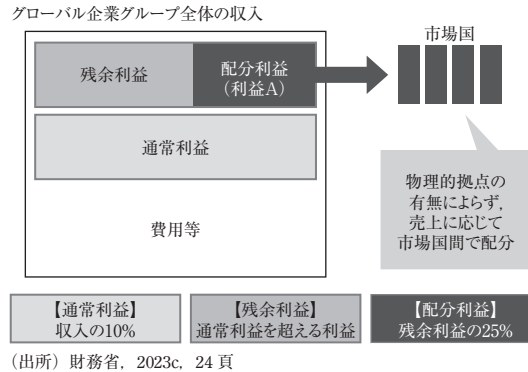 グローバル企業グループ全体の収入
残余利益
配分利益
（利益A）
市場国
通常利益
費用等
物理的拠点の
有無によらず，
売上に応じて
市場国間で配分
【通常利益】
収入の10%
【残余利益】
通常利益を超える利益
【配分利益】
残余利益の25%
（出所）財務省，2023c，24 頁